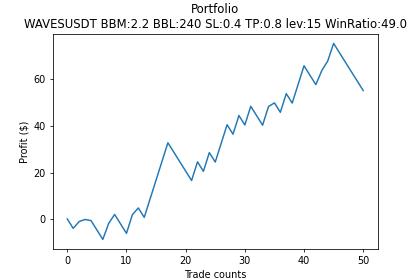 Portfolio
WAVESUSDT BBM:2.2 BBL:240 SL:0.4 TP:0.8 lev:15 WinRatio:49.0
Profit ($)
60
40
20
0
0
10
20
30
40
50
Trade counts